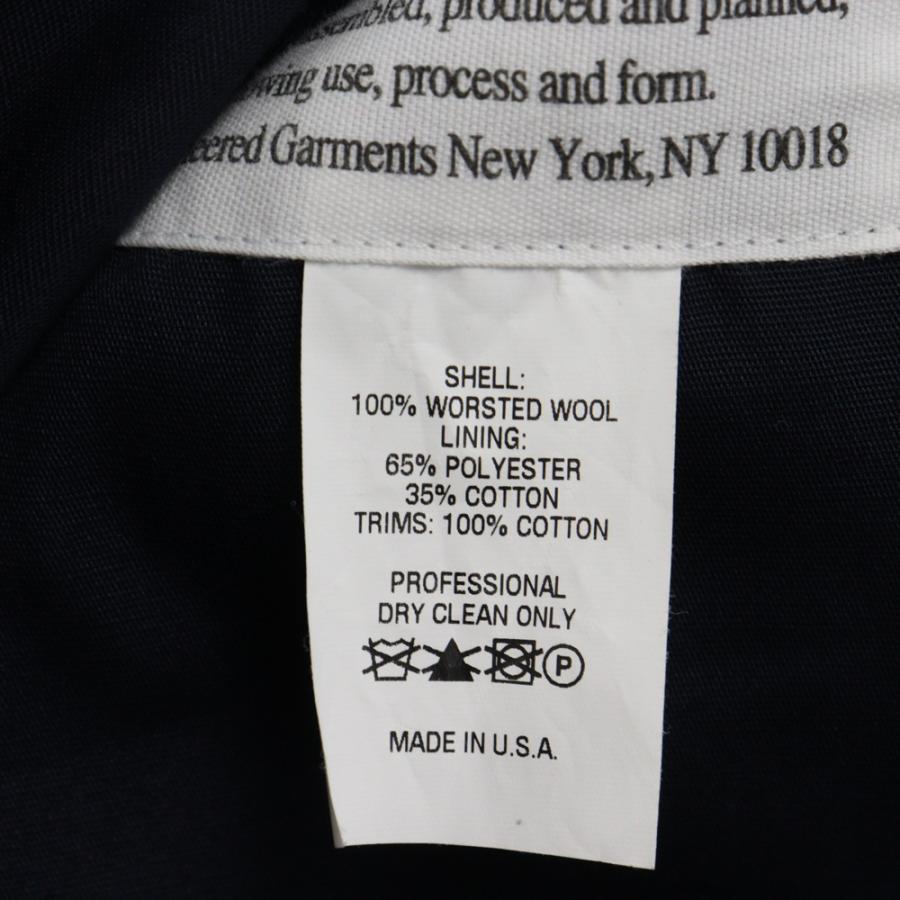 produced and planned,
use, process and form.
Garments New York, NY 10018
SHELL:
100% WORSTED WOOL
LINING:
65% POLYESTER
35% COTTON
TRIMS: 100% COTTON
PROFESSIONAL
DRY CLEAN ONLY
P
MADE IN U.S.A.